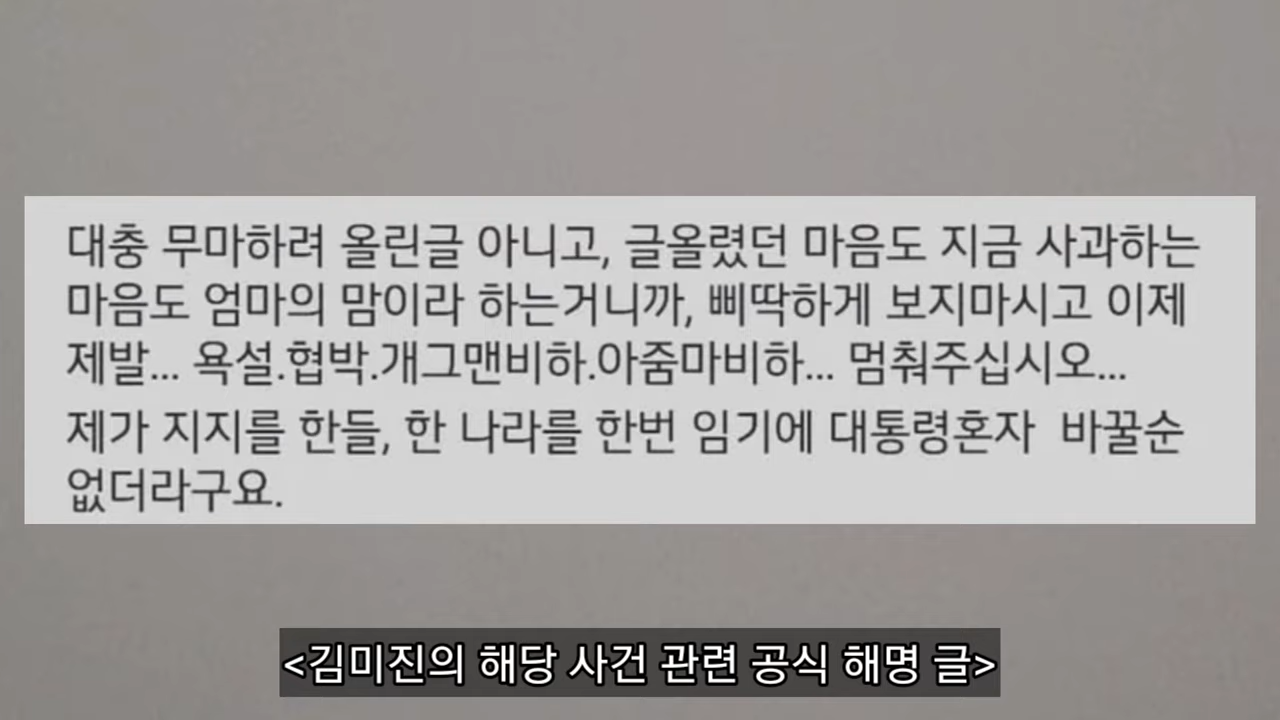 대충 무마하려 올린글 아니고, 글올렸던 마음도 지금 사과하는
마음도 엄마의 맘이라 하는거니까, 삐딱하게 보지마시고 이제
제발... 욕설.협박.개그맨비하.아줌마비하... 멈춰주십시오...
제가 지지를 한들, 한 나라를 한번 임기에 대통령혼자 바꿀순
없더라구요.
<김미진의 해당 사건 관련 공식 해명 글>